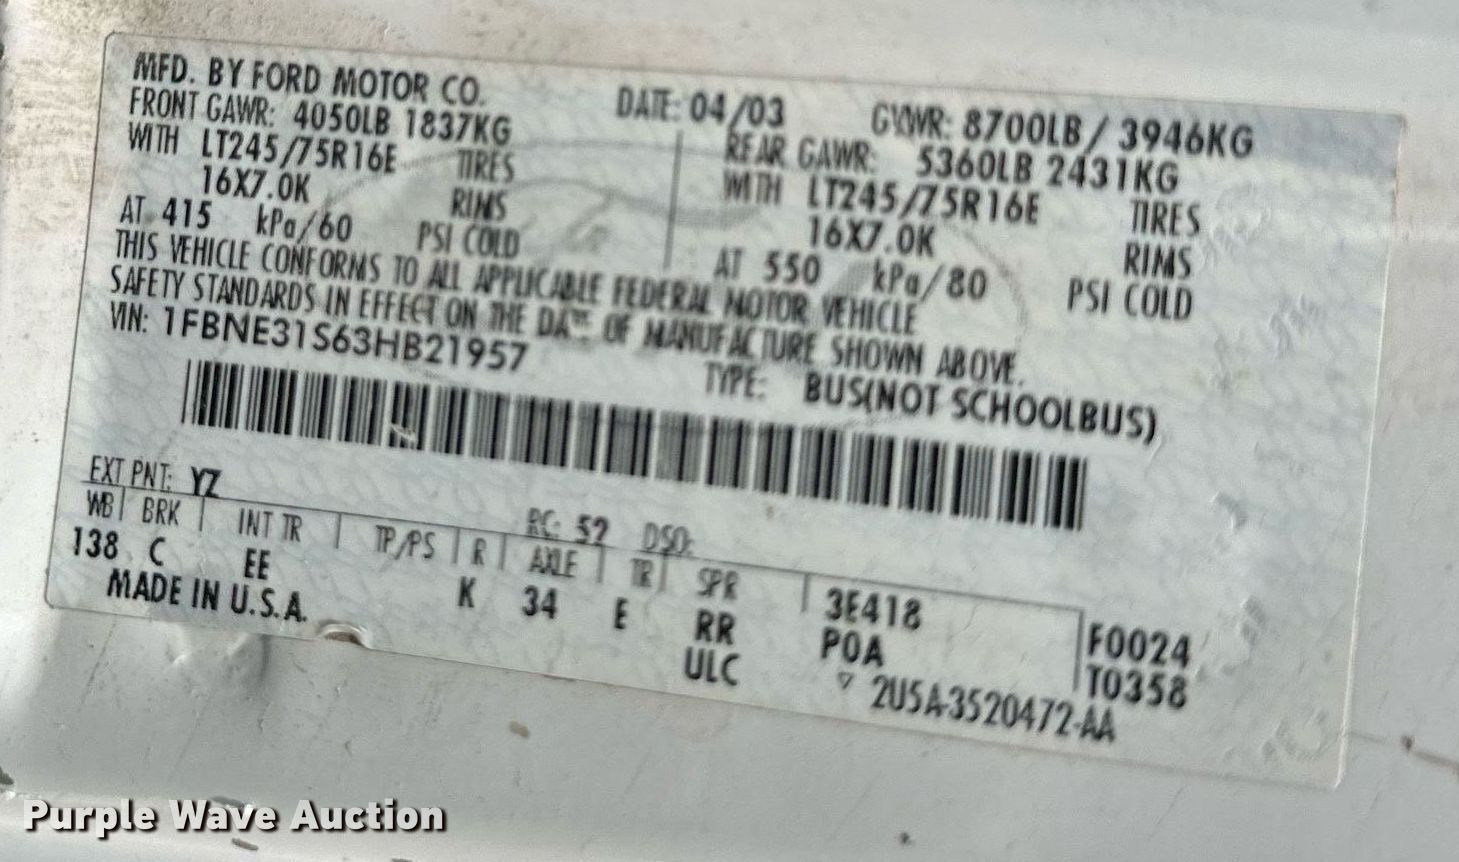 MFD. BY FORD MOTOR CO. DATE: 04/03 GVWR: 8700LB/ 3946KG
FRONT GAWR: 4050LB 1837KG REAR GAWR: 5360LB 2431KG
WITH LT245/75R16E TIRES WITH LT245/75R16E TIRES
16X7.0K RIMS 16X7.0K RIMS
AT 415 kPa/60 PSI COLD AT 550 kPa/80 PSI COLD
THIS VEHICLE CONFORMS TO ALL APPLICABLE FEDERAL MOTOR VEHICLE
SAFETY STANDARDS IN EFFECT ON THE DATE OF MANUFACTURE SHOWN ABOVE.
VIN: 1FBNE31S63HB21957
TYPE: BUS(NOT SCHOOLBUS)
EXT PNT: YZ RC: 52 DSO:
WB BRK INT TR TP/PS R AXLE TR SPR
138 C EE K 34 E RR 3E418 F0024
MADE IN U.S.A. ULC POA T0358
▽ 2U5A-3520472-AA
Purple Wave Auction